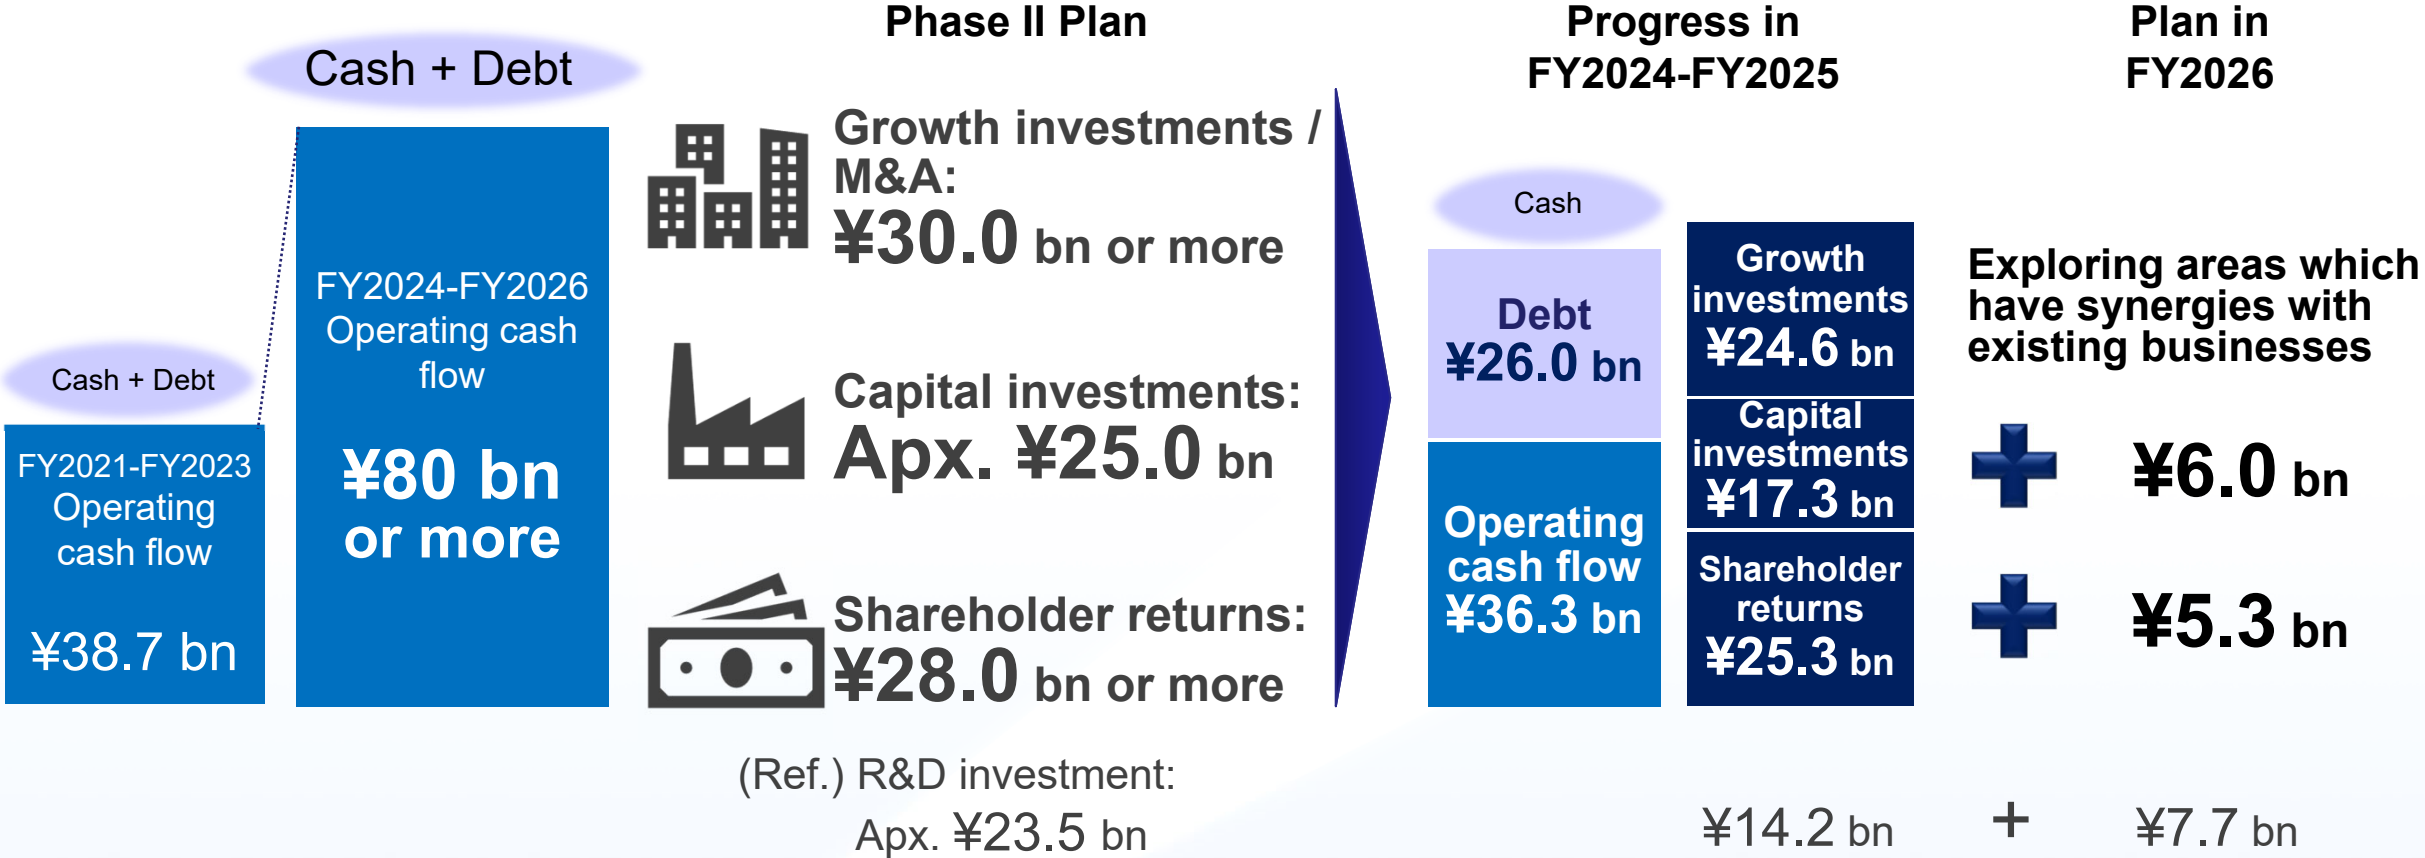 Phase II Plan
Progress in
FY2024-FY2025
Plan in
FY2026
Cash + Debt
FY2021-FY2023
Operating
cash flow
¥38.7 bn
Cash + Debt
FY2024-FY2026
Operating cash
flow
¥80 bn
or more
Growth investments /
M&A:
¥30.0 bn or more
Capital investments:
Apx. ¥25.0 bn
Shareholder returns:
¥28.0 bn or more
(Ref.) R&D investment:
Apx. ¥23.5 bn
Cash
Debt
¥26.0 bn
Operating
cash flow
¥36.3 bn
Growth
investments
¥24.6 bn
Capital
investments
¥17.3 bn
Shareholder
returns
¥25.3 bn
Exploring areas which
have synergies with
existing businesses
¥6.0 bn
¥5.3 bn
¥14.2 bn + ¥7.7 bn